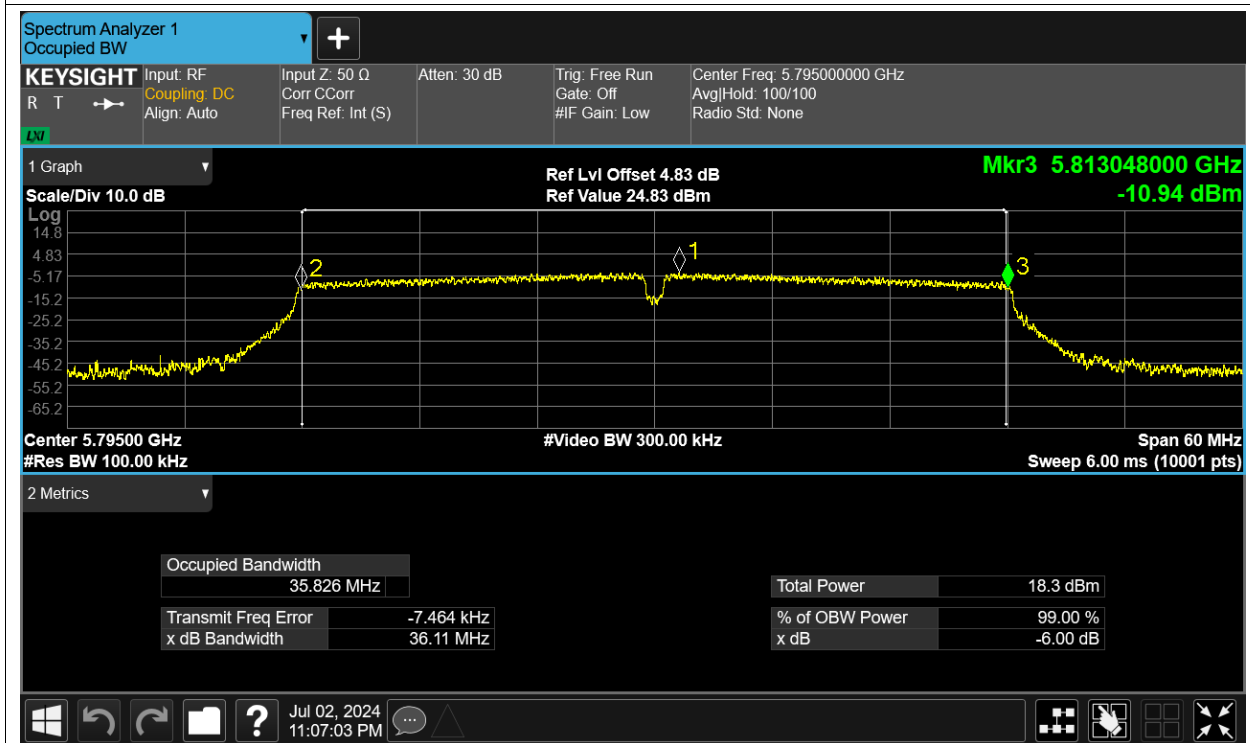 Spectrum Analyzer 1
Occupied BW
KEYSIGHT
R T
LXI
Input: RF
Coupling: DC
Align: Auto
Input Z: 50 Ω
Corr CCorr
Freq Ref: Int (S)
Atten: 30 dB
Trig: Free Run
Gate: Off
#IF Gain: Low
Center Freq: 5.795000000 GHz
Avg|Hold: 100/100
Radio Std: None
1 Graph
Scale/Div 10.0 dB
Ref Lvl Offset 4.83 dB
Ref Value 24.83 dBm
Mkr3 5.813048000 GHz
-10.94 dBm
Log
14.8
4.83
-5.17
-15.2
-25.2
-35.2
-45.2
-55.2
-65.2
1
2
3
Center 5.79500 GHz
#Res BW 100.00 kHz
#Video BW 300.00 kHz
Span 60 MHz
Sweep 6.00 ms (10001 pts)
2 Metrics
Occupied Bandwidth
35.826 MHz
Transmit Freq Error -7.464 kHz
x dB Bandwidth 36.11 MHz
Total Power 18.3 dBm
% of OBW Power 99.00 %
x dB -6.00 dB
?
Jul 02, 2024
11:07:03 PM